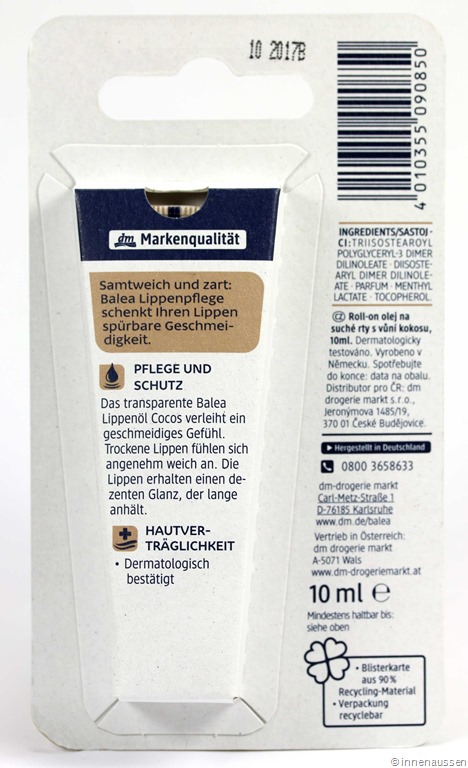 10 2017B
4 010355 090850
dm Markenqualität
Samtweich und zart:
Balea Lippenpflege
schenkt Ihren Lippen
spürbare Geschmei-
digkeit.
PFLEGE UND
SCHUTZ
Das transparente Balea
Lippenöl Cocos verleiht ein
geschmeidiges Gefühl.
Trockene Lippen fühlen sich
angenehm weich an. Die
Lippen erhalten einen de-
zenten Glanz, der lange
anhält.
HAUTVER-
TRÄGLICHKEIT
• Dermatologisch
bestätigt
INGREDIENTS/SASTOJ-
CI:TRIISOSTEAROYL
POLYGLYCERYL-3 DIMER
DILINOLEATE · DIISOSTE-
ARYL DIMER DILINOLE-
ATE · PARFUM · MENTHYL
LACTATE · TOCOPHEROL.
CZ Roll-on olej na
suché rty s vůní kokosu,
10ml. Dermatologicky
testováno. Vyrobeno v
Německu. Spotřebujte
do konce: data na obalu.
Distributor pro ČR: dm
drogerie markt s.r.o.,
Jeronýmova 1485/19,
370 01 České Budějovice.
Hergestellt in Deutschland
0800 3658633
dm-drogerie markt
Carl-Metz-Straße 1
D-76185 Karlsruhe
www.dm.de/balea
Vertrieb in Österreich:
dm drogerie markt
A-5071 Wals
www.dm-drogeriemarkt.at
10 ml ℮
Mindestens haltbar bis:
siehe oben
• Blisterkarte
aus 90%
Recycling-Material
• Verpackung
recyclebar
© innenaussen